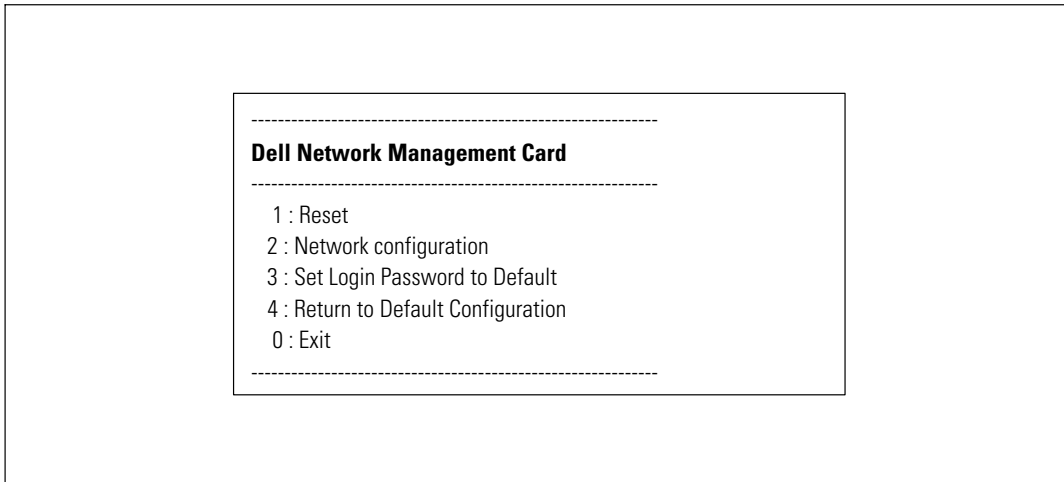 -------------------------------------------------------------
Dell Network Management Card
-------------------------------------------------------------
1 : Reset
2 : Network configuration
3 : Set Login Password to Default
4 : Return to Default Configuration
0 : Exit
-------------------------------------------------------------